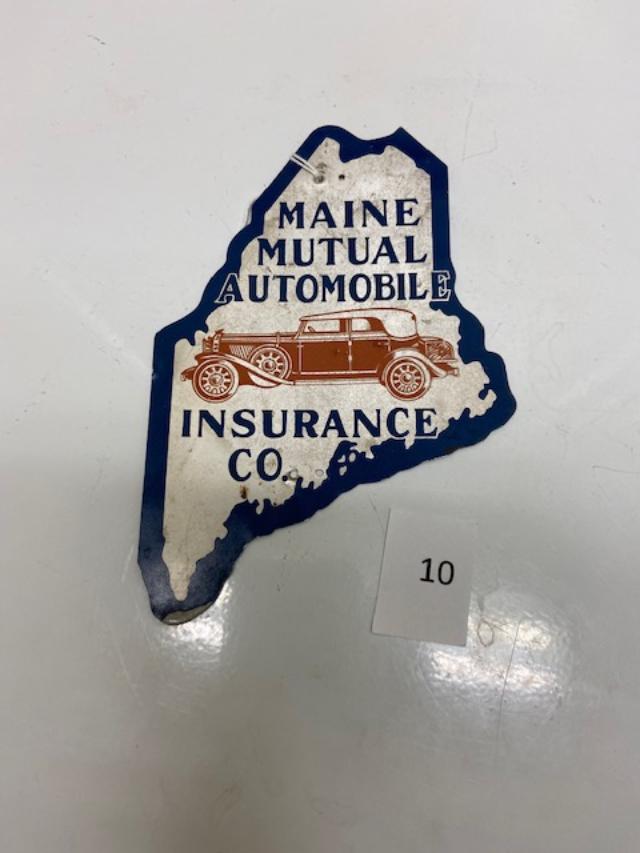 MAINE
MUTUAL
AUTOMOBILE
INSURANCE
CO.
10